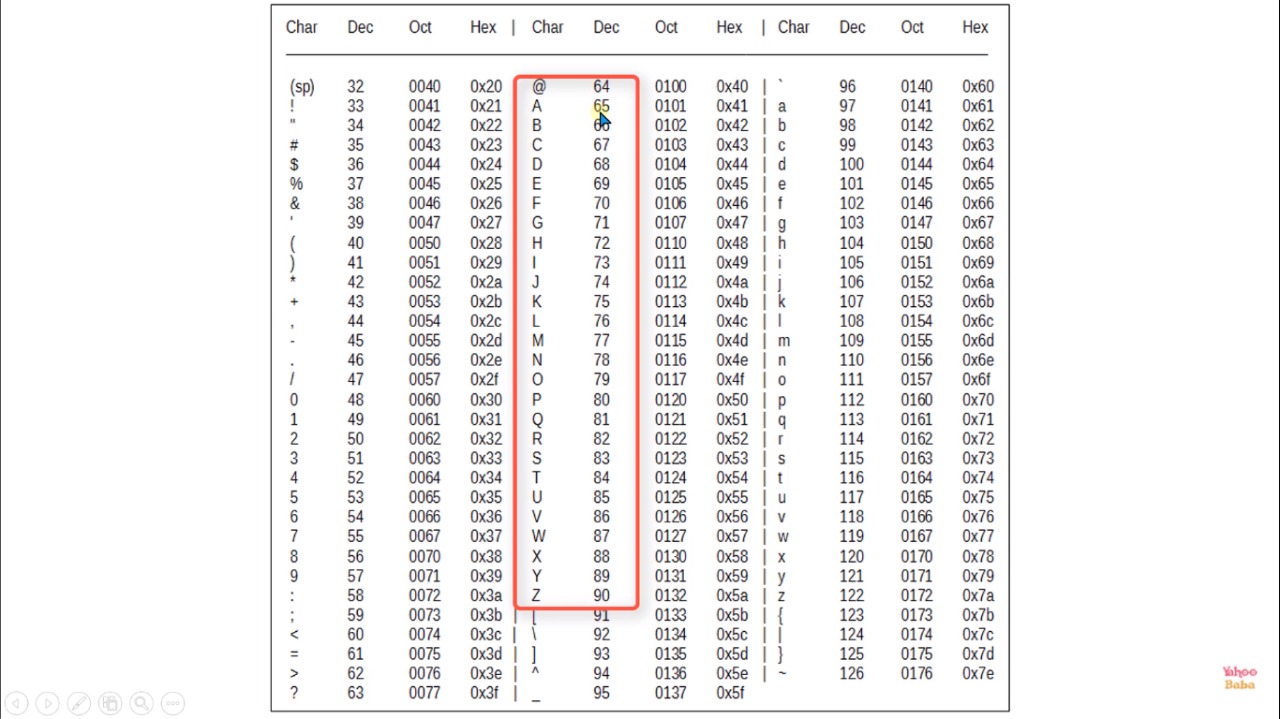 Char Dec Oct Hex | Char Dec Oct Hex | Char Dec Oct Hex
(sp) 32 0040 0x20 @ 64 0100 0x40 | ` 96 0140 0x60
! 33 0041 0x21 A 65 0101 0x41 | a 97 0141 0x61
" 34 0042 0x22 B 66 0102 0x42 | b 98 0142 0x62
# 35 0043 0x23 C 67 0103 0x43 | c 99 0143 0x63
$ 36 0044 0x24 D 68 0104 0x44 | d 100 0144 0x64
% 37 0045 0x25 E 69 0105 0x45 | e 101 0145 0x65
& 38 0046 0x26 F 70 0106 0x46 | f 102 0146 0x66
' 39 0047 0x27 G 71 0107 0x47 | g 103 0147 0x67
( 40 0050 0x28 H 72 0110 0x48 | h 104 0150 0x68
) 41 0051 0x29 I 73 0111 0x49 | i 105 0151 0x69
* 42 0052 0x2a J 74 0112 0x4a | j 106 0152 0x6a
+ 43 0053 0x2b K 75 0113 0x4b | k 107 0153 0x6b
, 44 0054 0x2c L 76 0114 0x4c | l 108 0154 0x6c
- 45 0055 0x2d M 77 0115 0x4d | m 109 0155 0x6d
. 46 0056 0x2e N 78 0116 0x4e | n 110 0156 0x6e
/ 47 0057 0x2f O 79 0117 0x4f | o 111 0157 0x6f
0 48 0060 0x30 P 80 0120 0x50 | p 112 0160 0x70
1 49 0061 0x31 Q 81 0121 0x51 | q 113 0161 0x71
2 50 0062 0x32 R 82 0122 0x52 | r 114 0162 0x72
3 51 0063 0x33 S 83 0123 0x53 | s 115 0163 0x73
4 52 0064 0x34 T 84 0124 0x54 | t 116 0164 0x74
5 53 0065 0x35 U 85 0125 0x55 | u 117 0165 0x75
6 54 0066 0x36 V 86 0126 0x56 | v 118 0166 0x76
7 55 0067 0x37 W 87 0127 0x57 | w 119 0167 0x77
8 56 0070 0x38 X 88 0130 0x58 | x 120 0170 0x78
9 57 0071 0x39 Y 89 0131 0x59 | y 121 0171 0x79
: 58 0072 0x3a Z 90 0132 0x5a | z 122 0172 0x7a
; 59 0073 0x3b | [ 91 0133 0x5b | { 123 0173 0x7b
< 60 0074 0x3c | \ 92 0134 0x5c | | 124 0174 0x7c
= 61 0075 0x3d | ] 93 0135 0x5d | } 125 0175 0x7d
> 62 0076 0x3e | ^ 94 0136 0x5e | ~ 126 0176 0x7e
? 63 0077 0x3f | _ 95 0137 0x5f
Yahoo
Baba